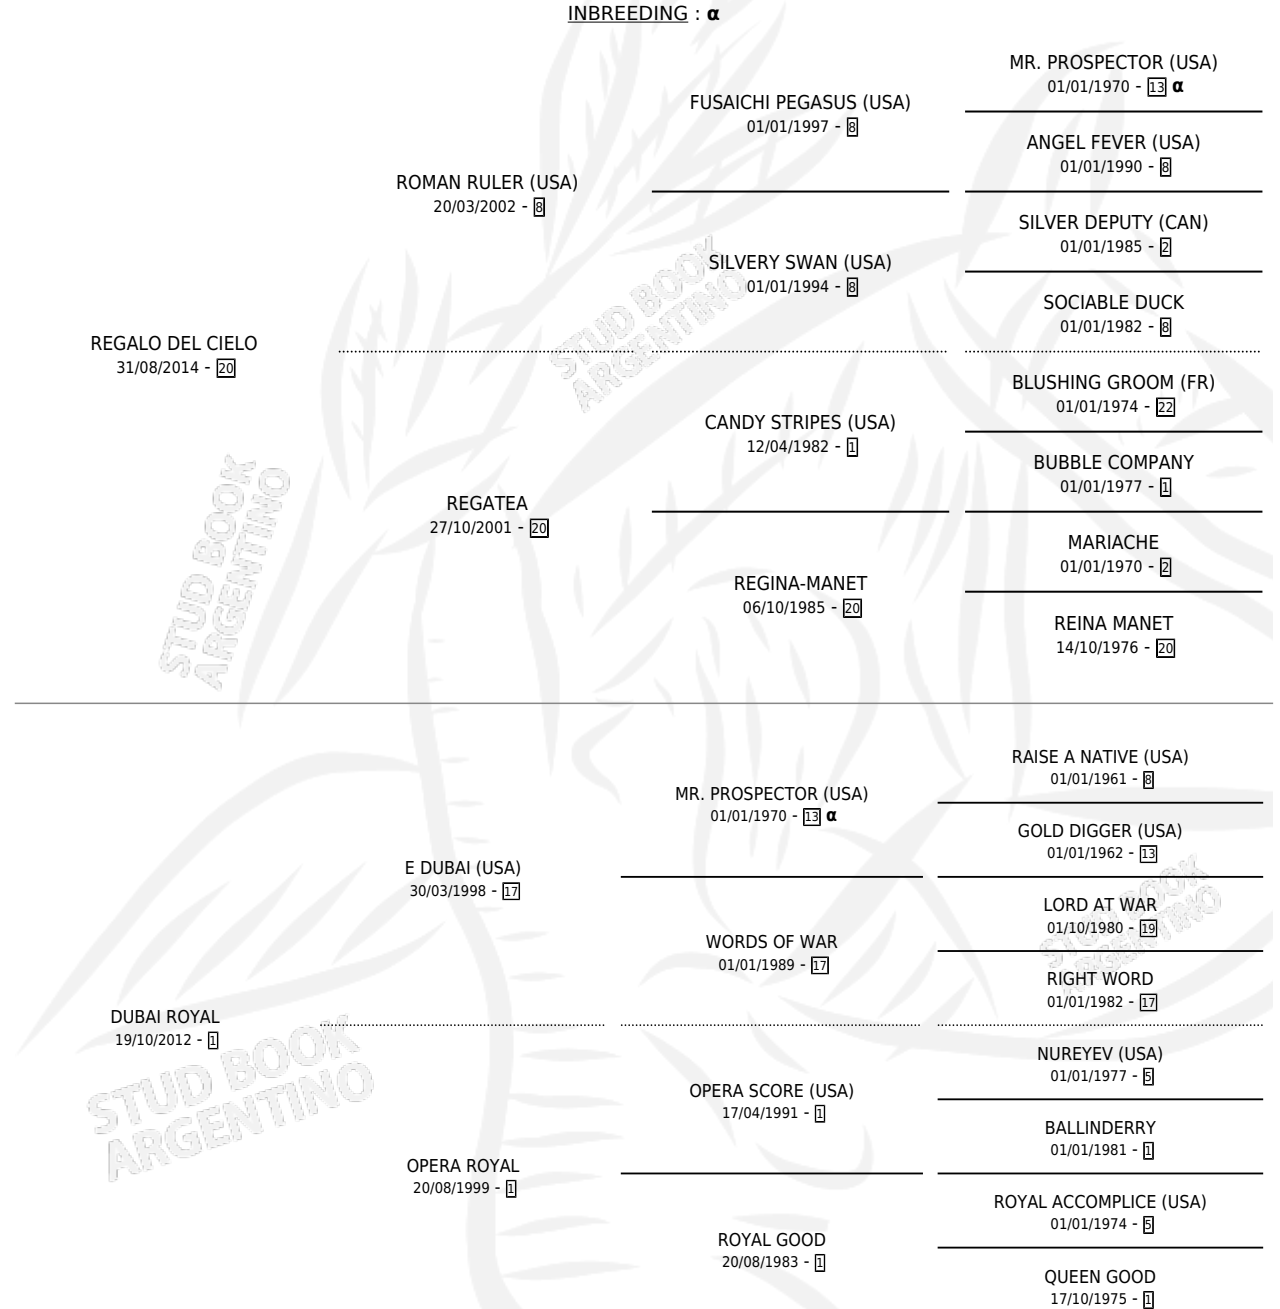 INBREEDING : α
MR. PROSPECTOR (USA)
01/01/1970 - 13 α
FUSAICHI PEGASUS (USA)
01/01/1997 - 8
ANGEL FEVER (USA)
01/01/1990 - 8
ROMAN RULER (USA)
20/03/2002 - 8
SILVER DEPUTY (CAN)
01/01/1985 - 2
SILVERY SWAN (USA)
01/01/1994 - 8
SOCIABLE DUCK
01/01/1982 - 8
REGALO DEL CIELO
31/08/2014 - 20
BLUSHING GROOM (FR)
01/01/1974 - 22
CANDY STRIPES (USA)
12/04/1982 - 1
BUBBLE COMPANY
01/01/1977 - 1
REGATEA
27/10/2001 - 20
MARIACHE
01/01/1970 - 2
REGINA-MANET
06/10/1985 - 20
REINA MANET
14/10/1976 - 20
RAISE A NATIVE (USA)
01/01/1961 - 8
MR. PROSPECTOR (USA)
01/01/1970 - 13 α
GOLD DIGGER (USA)
01/01/1962 - 13
E DUBAI (USA)
30/03/1998 - 17
LORD AT WAR
01/10/1980 - 19
WORDS OF WAR
01/01/1989 - 17
RIGHT WORD
01/01/1982 - 17
DUBAI ROYAL
19/10/2012 - 1
NUREYEV (USA)
01/01/1977 - 5
OPERA SCORE (USA)
17/04/1991 - 1
BALLINDERRY
01/01/1981 - 1
OPERA ROYAL
20/08/1999 - 1
ROYAL ACCOMPLICE (USA)
01/01/1974 - 5
ROYAL GOOD
20/08/1983 - 1
QUEEN GOOD
17/10/1975 - 1
STUD BOOK
ARGENTINO
STUD BOOK
ARGENTINO
STUD BOOK
ARGENTINO
STUD BOOK
ARGENTINO